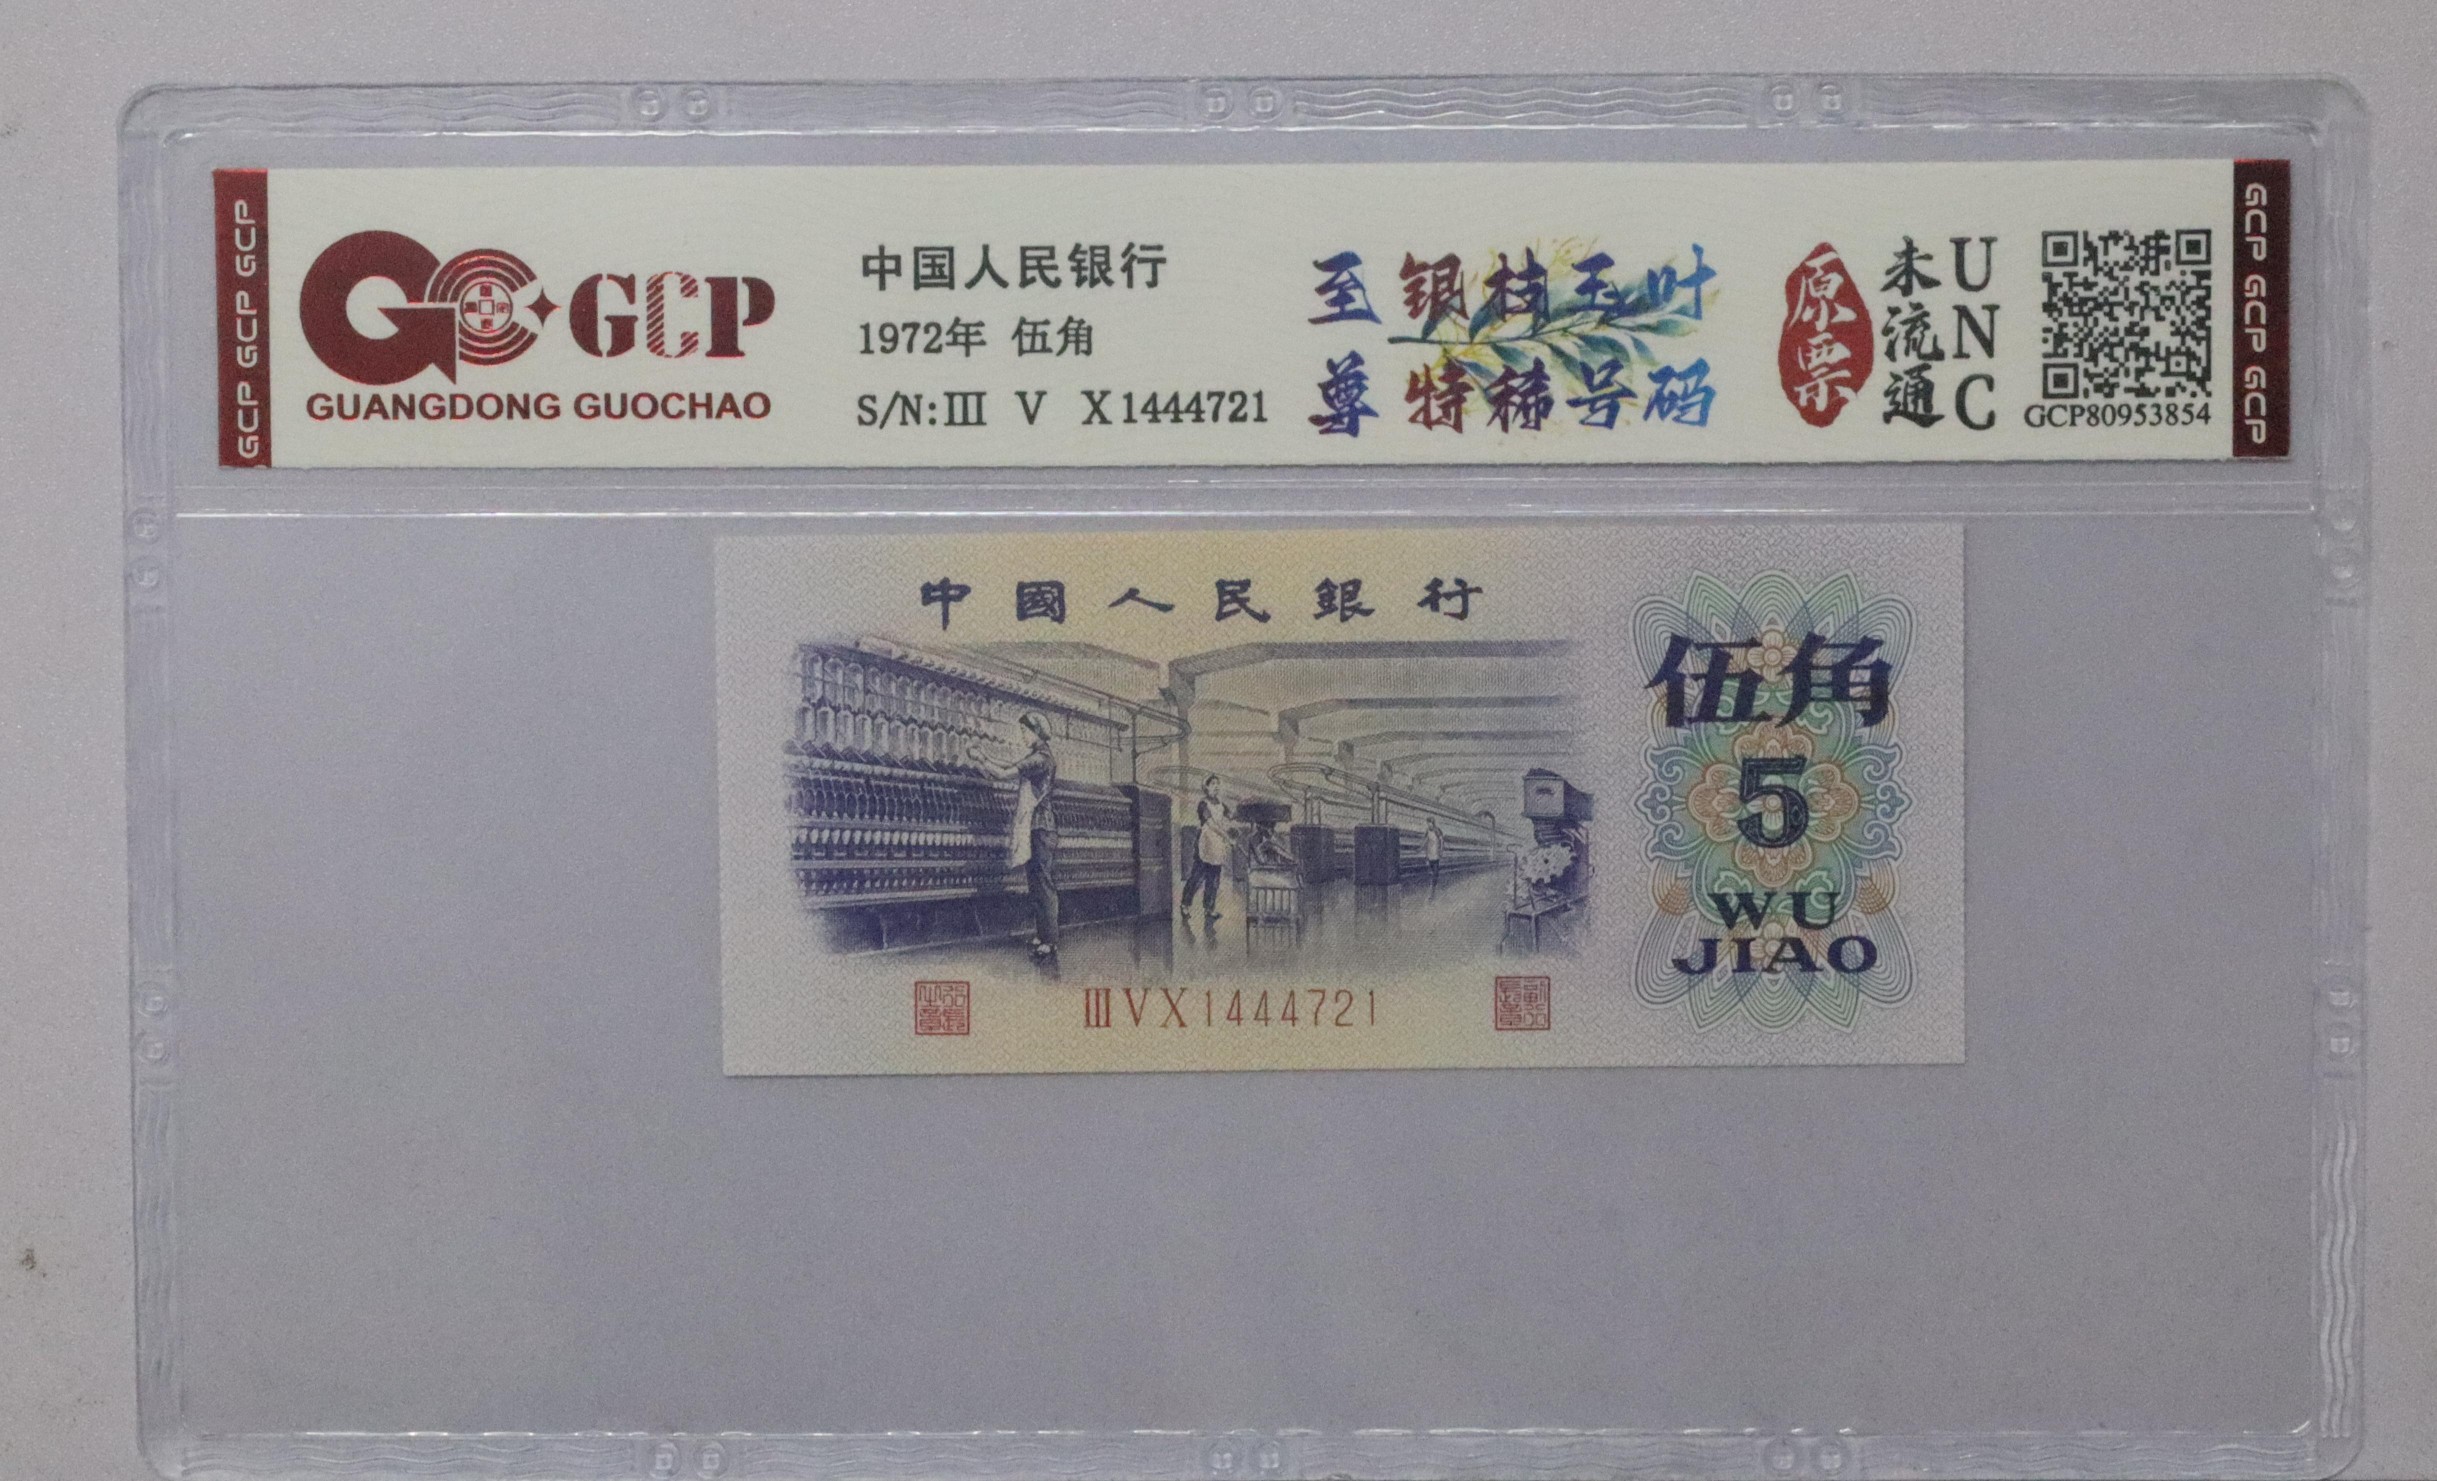 GCP GCP GCP
GCP
GUANGDONG GUOCHAO
中国人民银行
1972年 伍角
S/N:III V X1444721
至尊
银枝玉叶
特稀号码
原票
未流通
UNC
GCP80953854
GCP GCP GCP
中國人民銀行
伍角
5
WU
JIAO
III V X 1444721